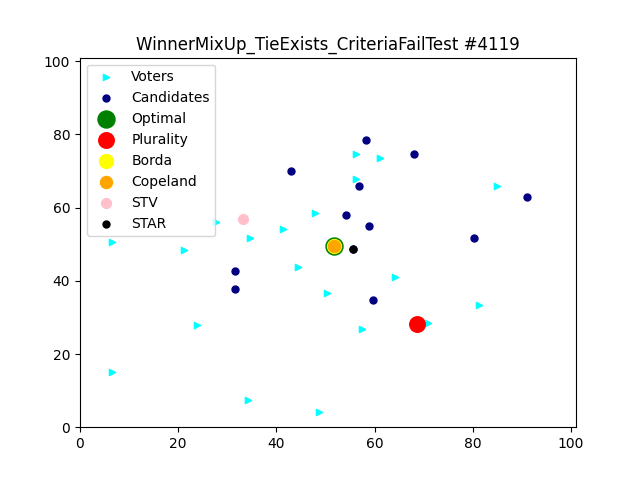 WinnerMixUp_TieExists_CriteriaFailTest #4119
100
80
60
40
20
0
0
20
40
60
80
100
Voters
Candidates
Optimal
Plurality
Borda
Copeland
STV
STAR